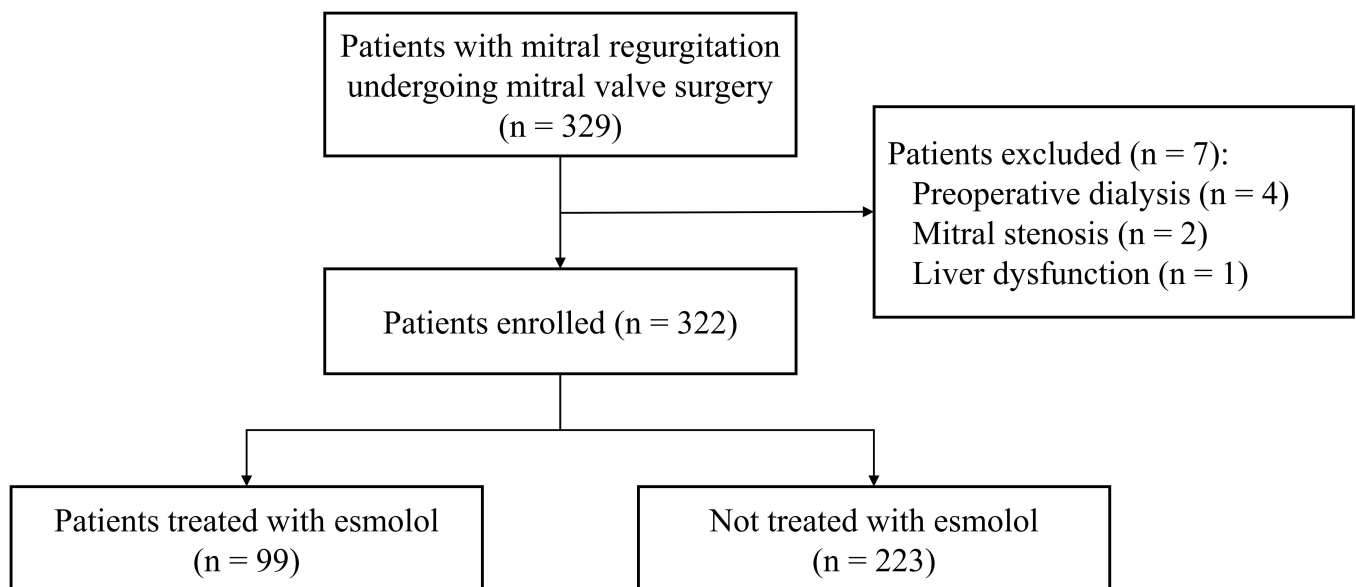 Patients with mitral regurgitation
undergoing mitral valve surgery
(n = 329)
Patients excluded (n = 7):
Preoperative dialysis (n = 4)
Mitral stenosis (n = 2)
Liver dysfunction (n = 1)
Patients enrolled (n = 322)
Patients treated with esmolol
(n = 99)
Not treated with esmolol
(n = 223)